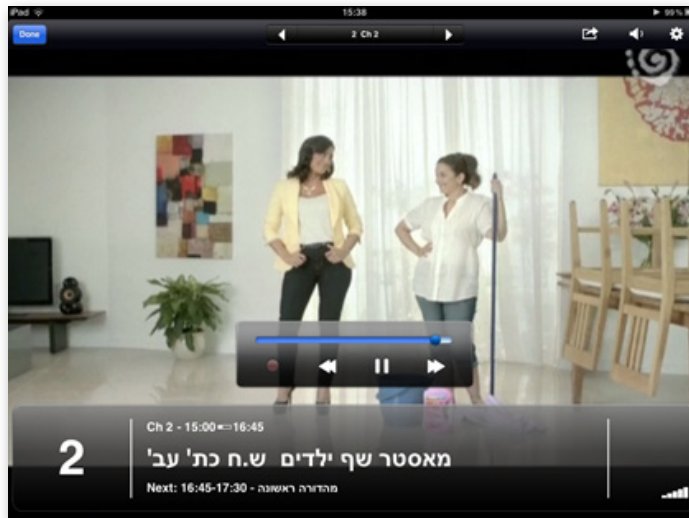 iPad 15:38 99%
Done
2 Ch 2
2
Ch 2 - 15:00 16:45
מאסטר שף ילדים ש.ח כת' עב'
Next: 16:45-17:30 - מהדורה ראשונה